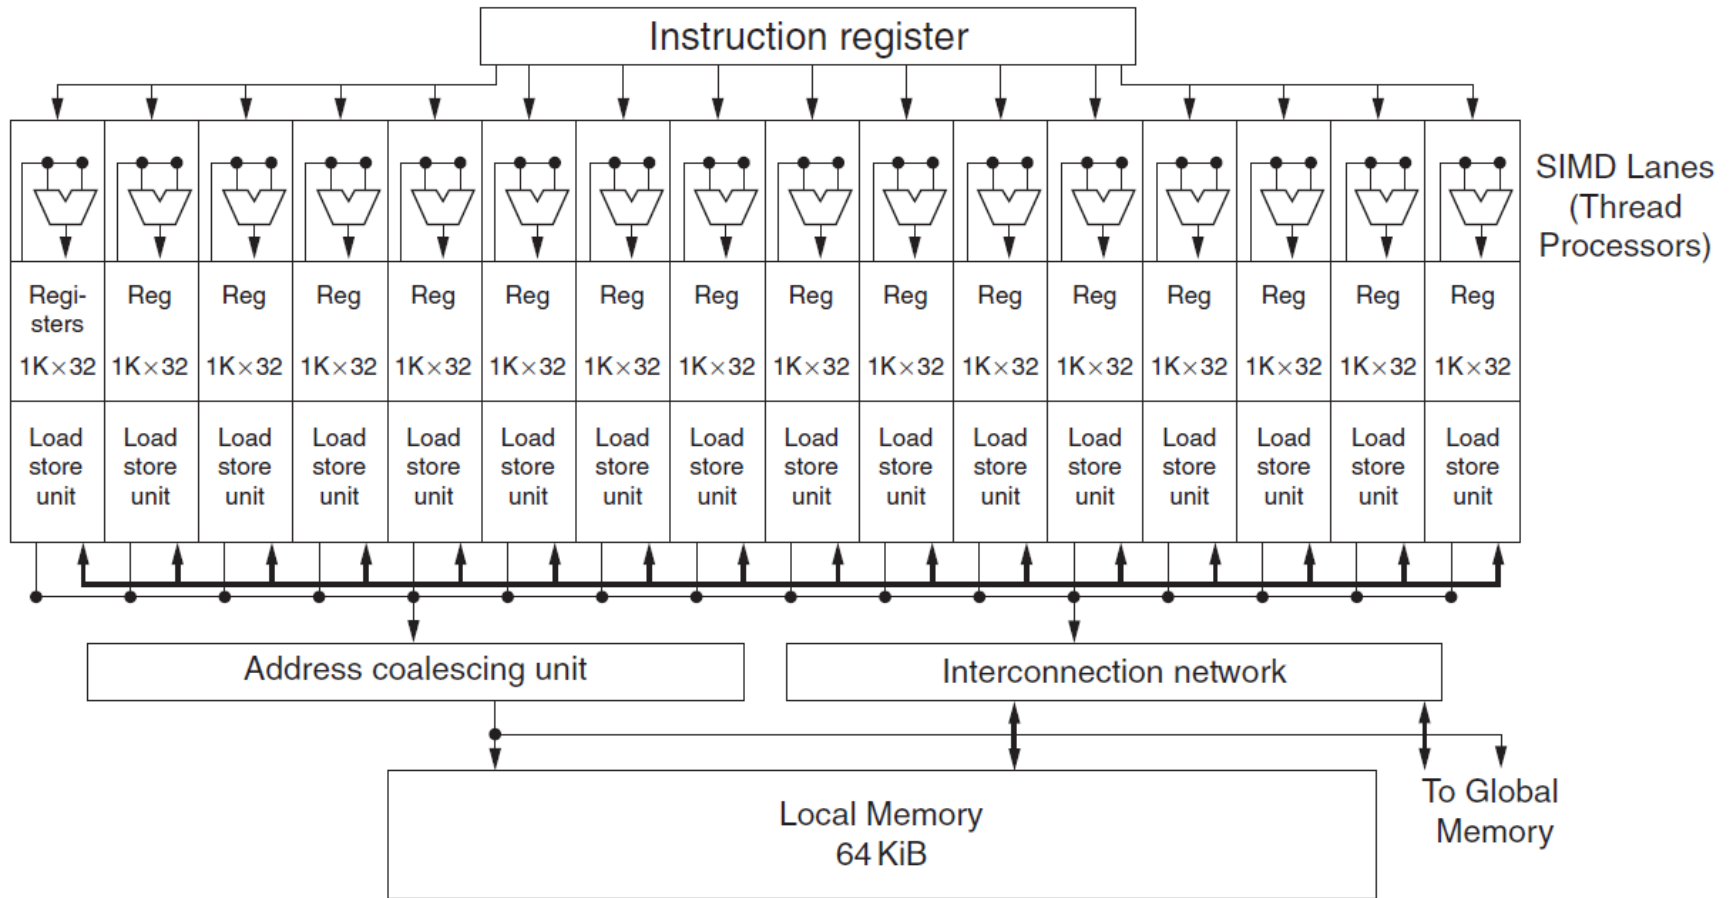 Instruction register
SIMD Lanes
(Thread
Processors)
Regi- Reg Reg Reg Reg Reg Reg Reg Reg Reg Reg Reg Reg Reg Reg Reg
sters
1K×32 1K×32 1K×32 1K×32 1K×32 1K×32 1K×32 1K×32 1K×32 1K×32 1K×32 1K×32 1K×32 1K×32 1K×32 1K×32
Load Load Load Load Load Load Load Load Load Load Load Load Load Load Load Load
store store store store store store store store store store store store store store store store
unit unit unit unit unit unit unit unit unit unit unit unit unit unit unit unit
Address coalescing unit
Interconnection network
Local Memory
64 KiB
To Global
Memory